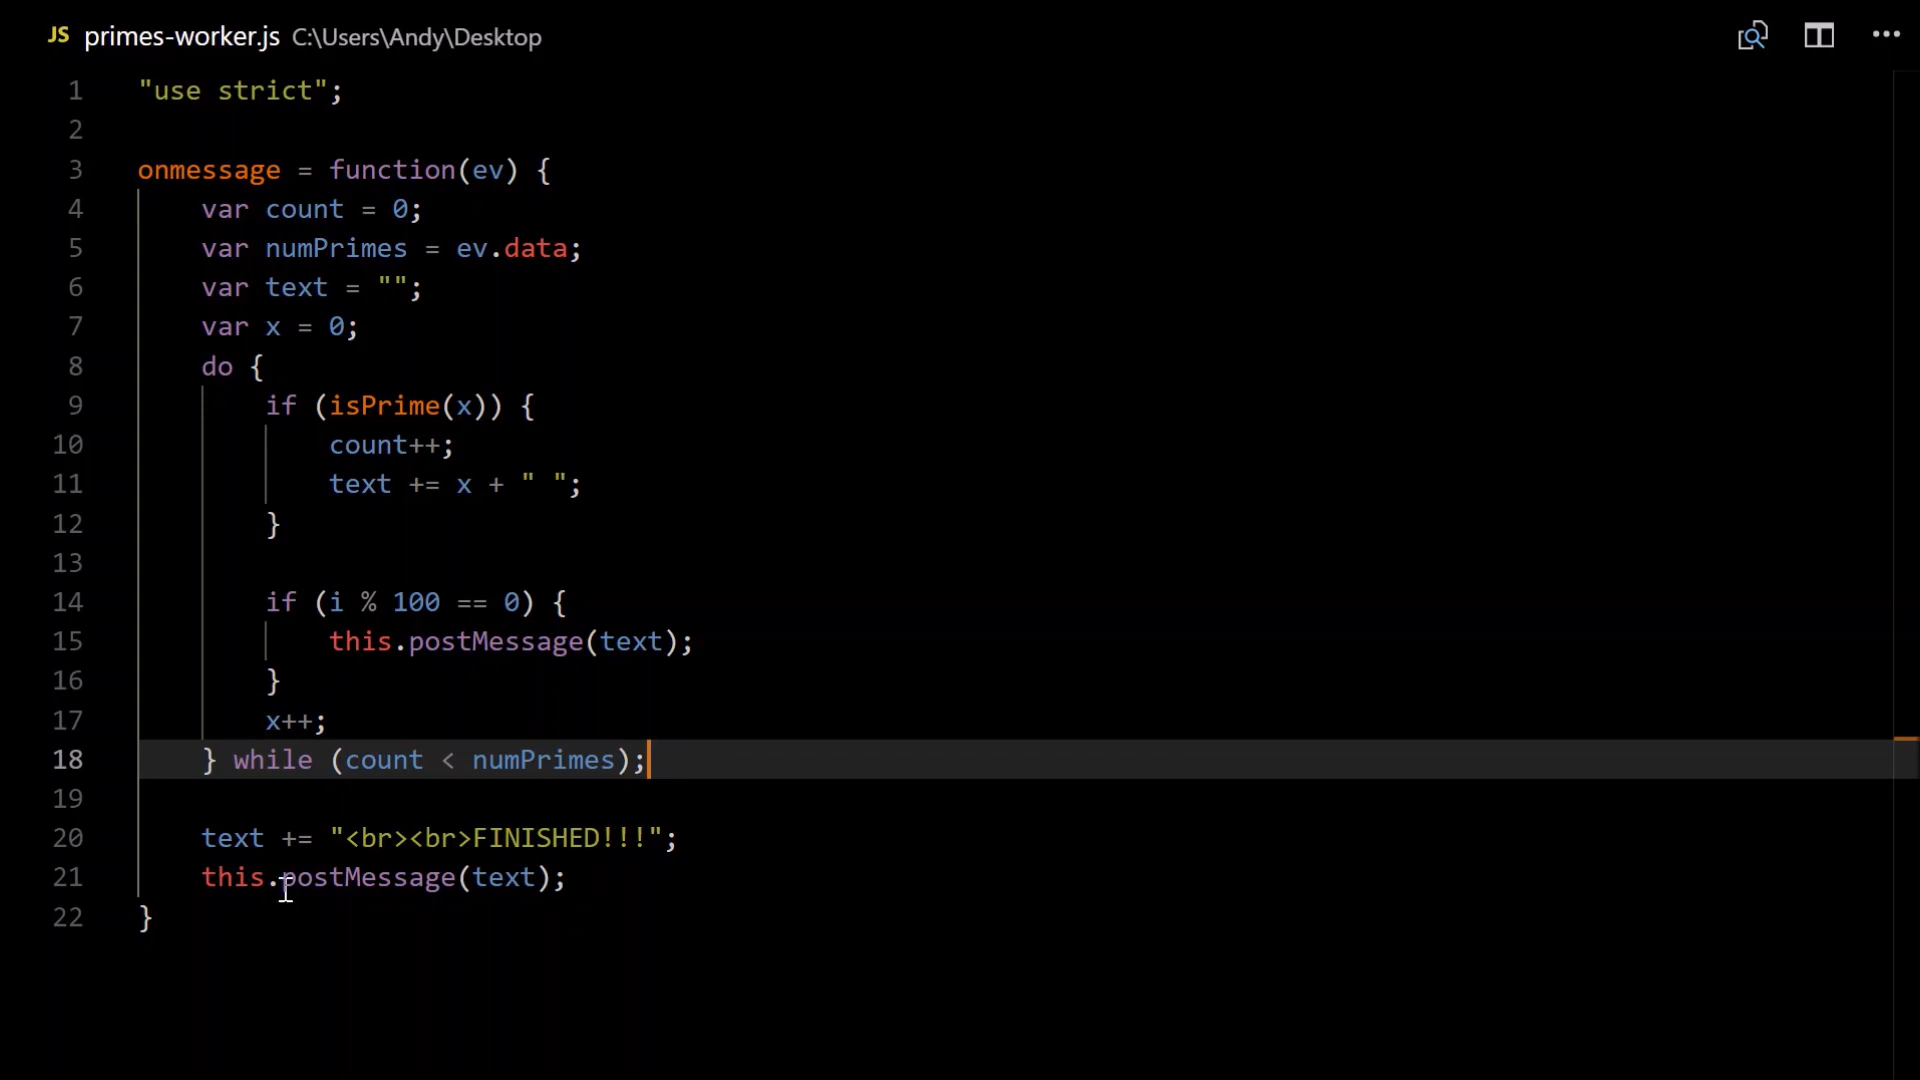 JS primes-worker.js C:\Users\Andy\Desktop
1 "use strict";
2
3 onmessage = function(ev) {
4     var count = 0;
5     var numPrimes = ev.data;
6     var text = "";
7     var x = 0;
8     do {
9         if (isPrime(x)) {
10             count++;
11             text += x + " ";
12         }
13
14         if (i % 100 == 0) {
15             this.postMessage(text);
16         }
17         x++;
18     } while (count < numPrimes);
19
20     text += "<br><br>FINISHED!!!";
21     this.postMessage(text);
22 }